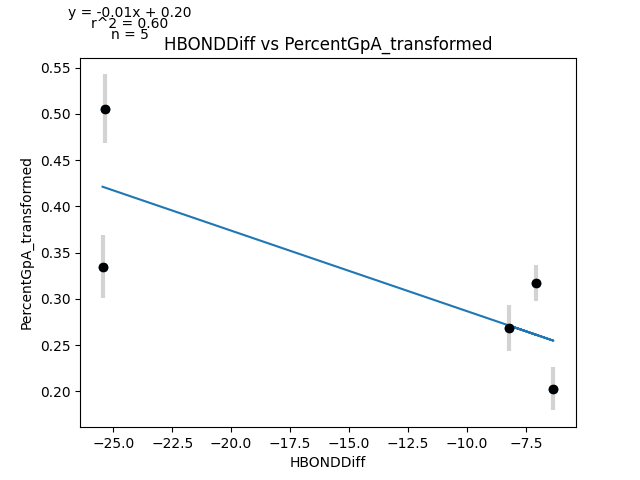 y = -0.01x + 0.20
r^2 = 0.60
n = 5
HBONDDiff vs PercentGpA_transformed
PercentGpA_transformed
0.55
0.50
0.45
0.40
0.35
0.30
0.25
0.20
−25.0 −22.5 −20.0 −17.5 −15.0 −12.5 −10.0 −7.5
HBONDDiff